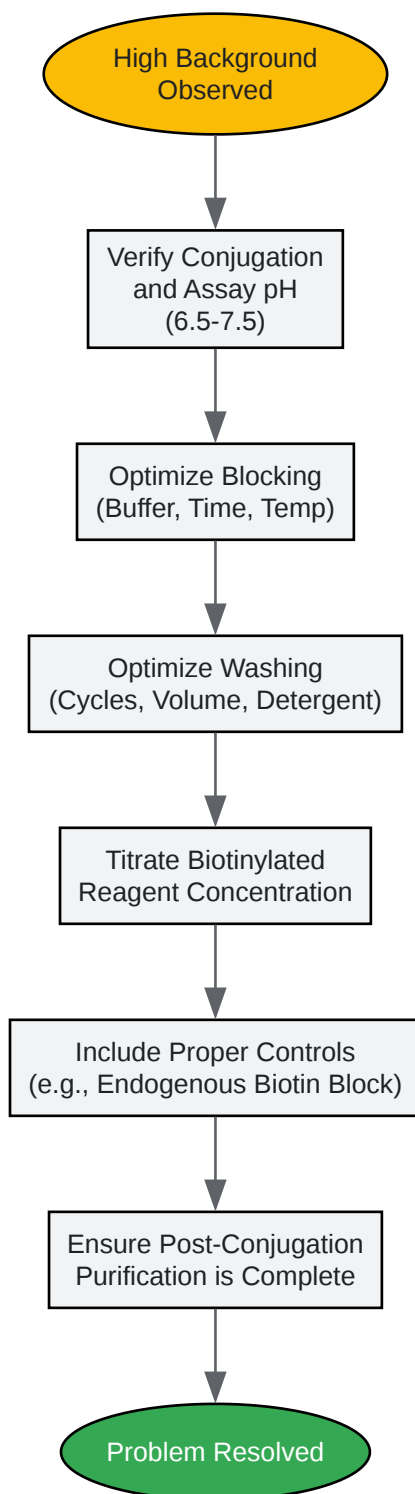 High Background
Observed
Verify Conjugation
and Assay pH
(6.5-7.5)
Optimize Blocking
(Buffer, Time, Temp)
Optimize Washing
(Cycles, Volume, Detergent)
Titrate Biotinylated
Reagent Concentration
Include Proper Controls
(e.g., Endogenous Biotin Block)
Ensure Post-Conjugation
Purification is Complete
Problem Resolved